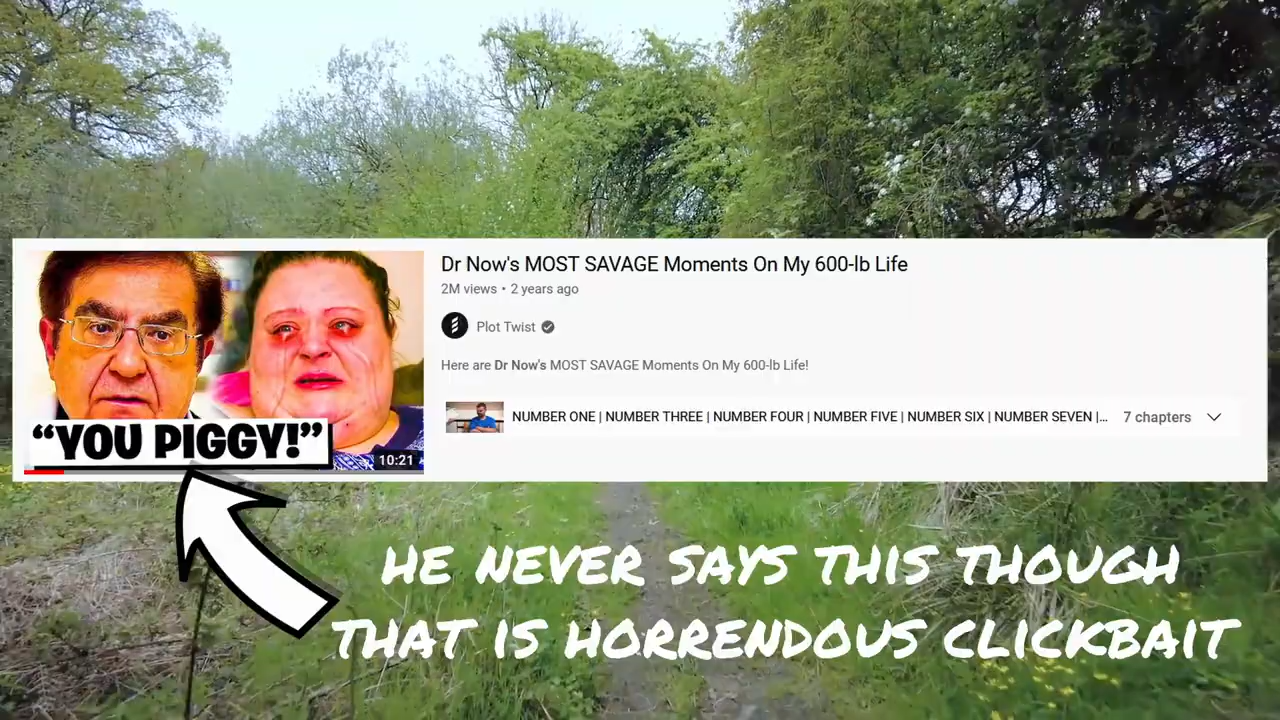 Dr Now's MOST SAVAGE Moments On My 600-lb Life
2M views • 2 years ago
Plot Twist
Here are Dr Now's MOST SAVAGE Moments On My 600-lb Life!
NUMBER ONE | NUMBER THREE | NUMBER FOUR | NUMBER FIVE | NUMBER SIX | NUMBER SEVEN |...
7 chapters
“YOU PIGGY!”
10:21
HE NEVER SAYS THIS THOUGH
THAT IS HORRENDOUS CLICKBAIT